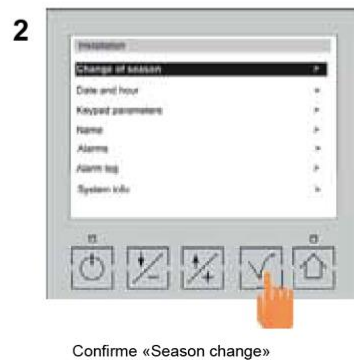 2
Installation
Change of season >
Date and hour >
Keypad parameters >
Name >
Alarms >
Alarm log >
System info >
Confirme «Season change»